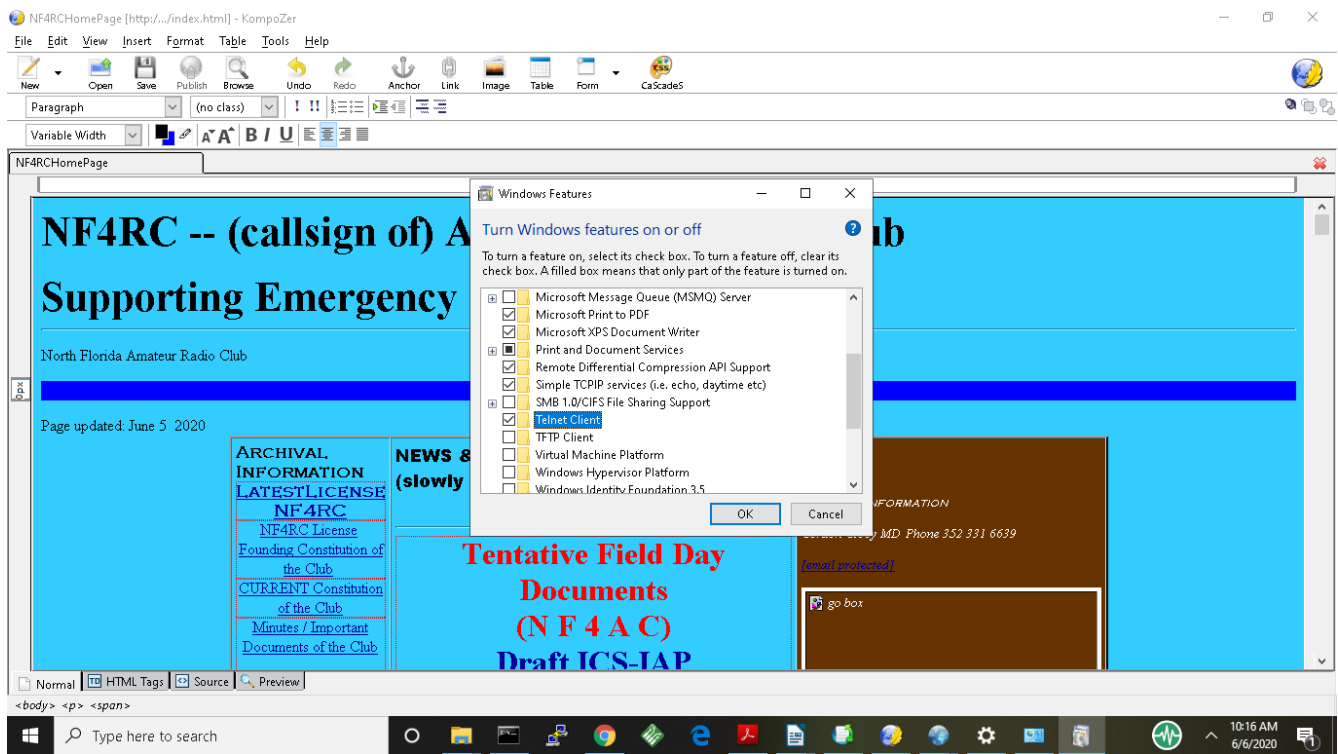 NF4RCHomePage [http:/.../index.html] - KompoZer
File Edit View Insert Format Table Tools Help
New Open Save Publish Browse Undo Redo Anchor Link Image Table Form CaScadeS
Paragraph (no class) ! !!
Variable Width A A B I U
NF4RCHomePage
NF4RC -- (callsign of) A
ub
Supporting Emergency
North Florida Amateur Radio Club
0px
Page updated: June 5 2020
ARCHIVAL INFORMATION
LATESTLICENSE
NF4RC
NF4RC License
Founding Constitution of
the Club
CURRENT Constitution
of the Club
Minutes / Important
Documents of the Club
NEWS &
(slowly
Tentative Field Day
Documents
(N F 4 A C)
Draft ICS-IAP
MD Phone 352 331 6639
[email protected]
go box
Windows Features
Turn Windows features on or off
To turn a feature on, select its check box. To turn a feature off, clear its
check box. A filled box means that only part of the feature is turned on.
Microsoft Message Queue (MSMQ) Server
Microsoft Print to PDF
Microsoft XPS Document Writer
Print and Document Services
Remote Differential Compression API Support
Simple TCPIP services (i.e. echo, daytime etc)
SMB 1.0/CIFS File Sharing Support
Telnet Client
TFTP Client
Virtual Machine Platform
Windows Hypervisor Platform
Windows Identity Foundation 3.5
OK Cancel
Normal HTML Tags Source Preview
<body> <p> <span>
Type here to search
10:16 AM
6/6/2020